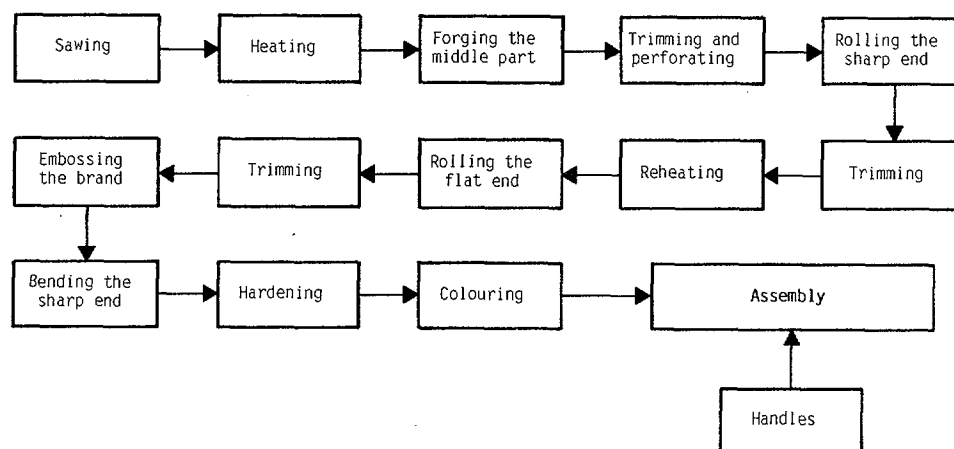 Sawing
Heating
Forging the
middle part
Trimming and
perforating
Rolling the
sharp end
Trimming
Reheating
Rolling the
flat end
Trimming
Embossing
the brand
Bending the
sharp end
Hardening
Colouring
Assembly
Handles